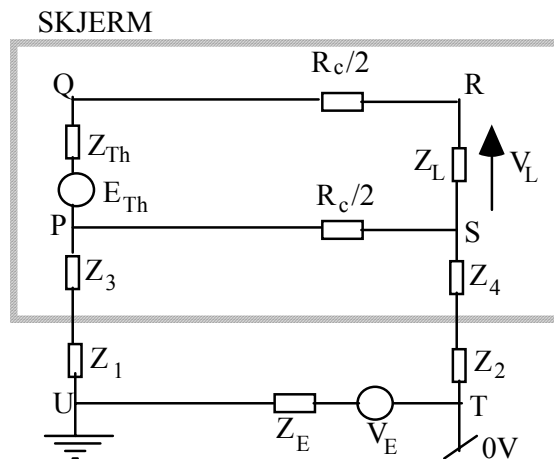 SKJERM
R_c/2
Q R
Z_Th
Z_L V_L
E_Th
R_c/2
P S
Z_3 Z_4
Z_1 Z_2
U T
Z_E V_E 0V